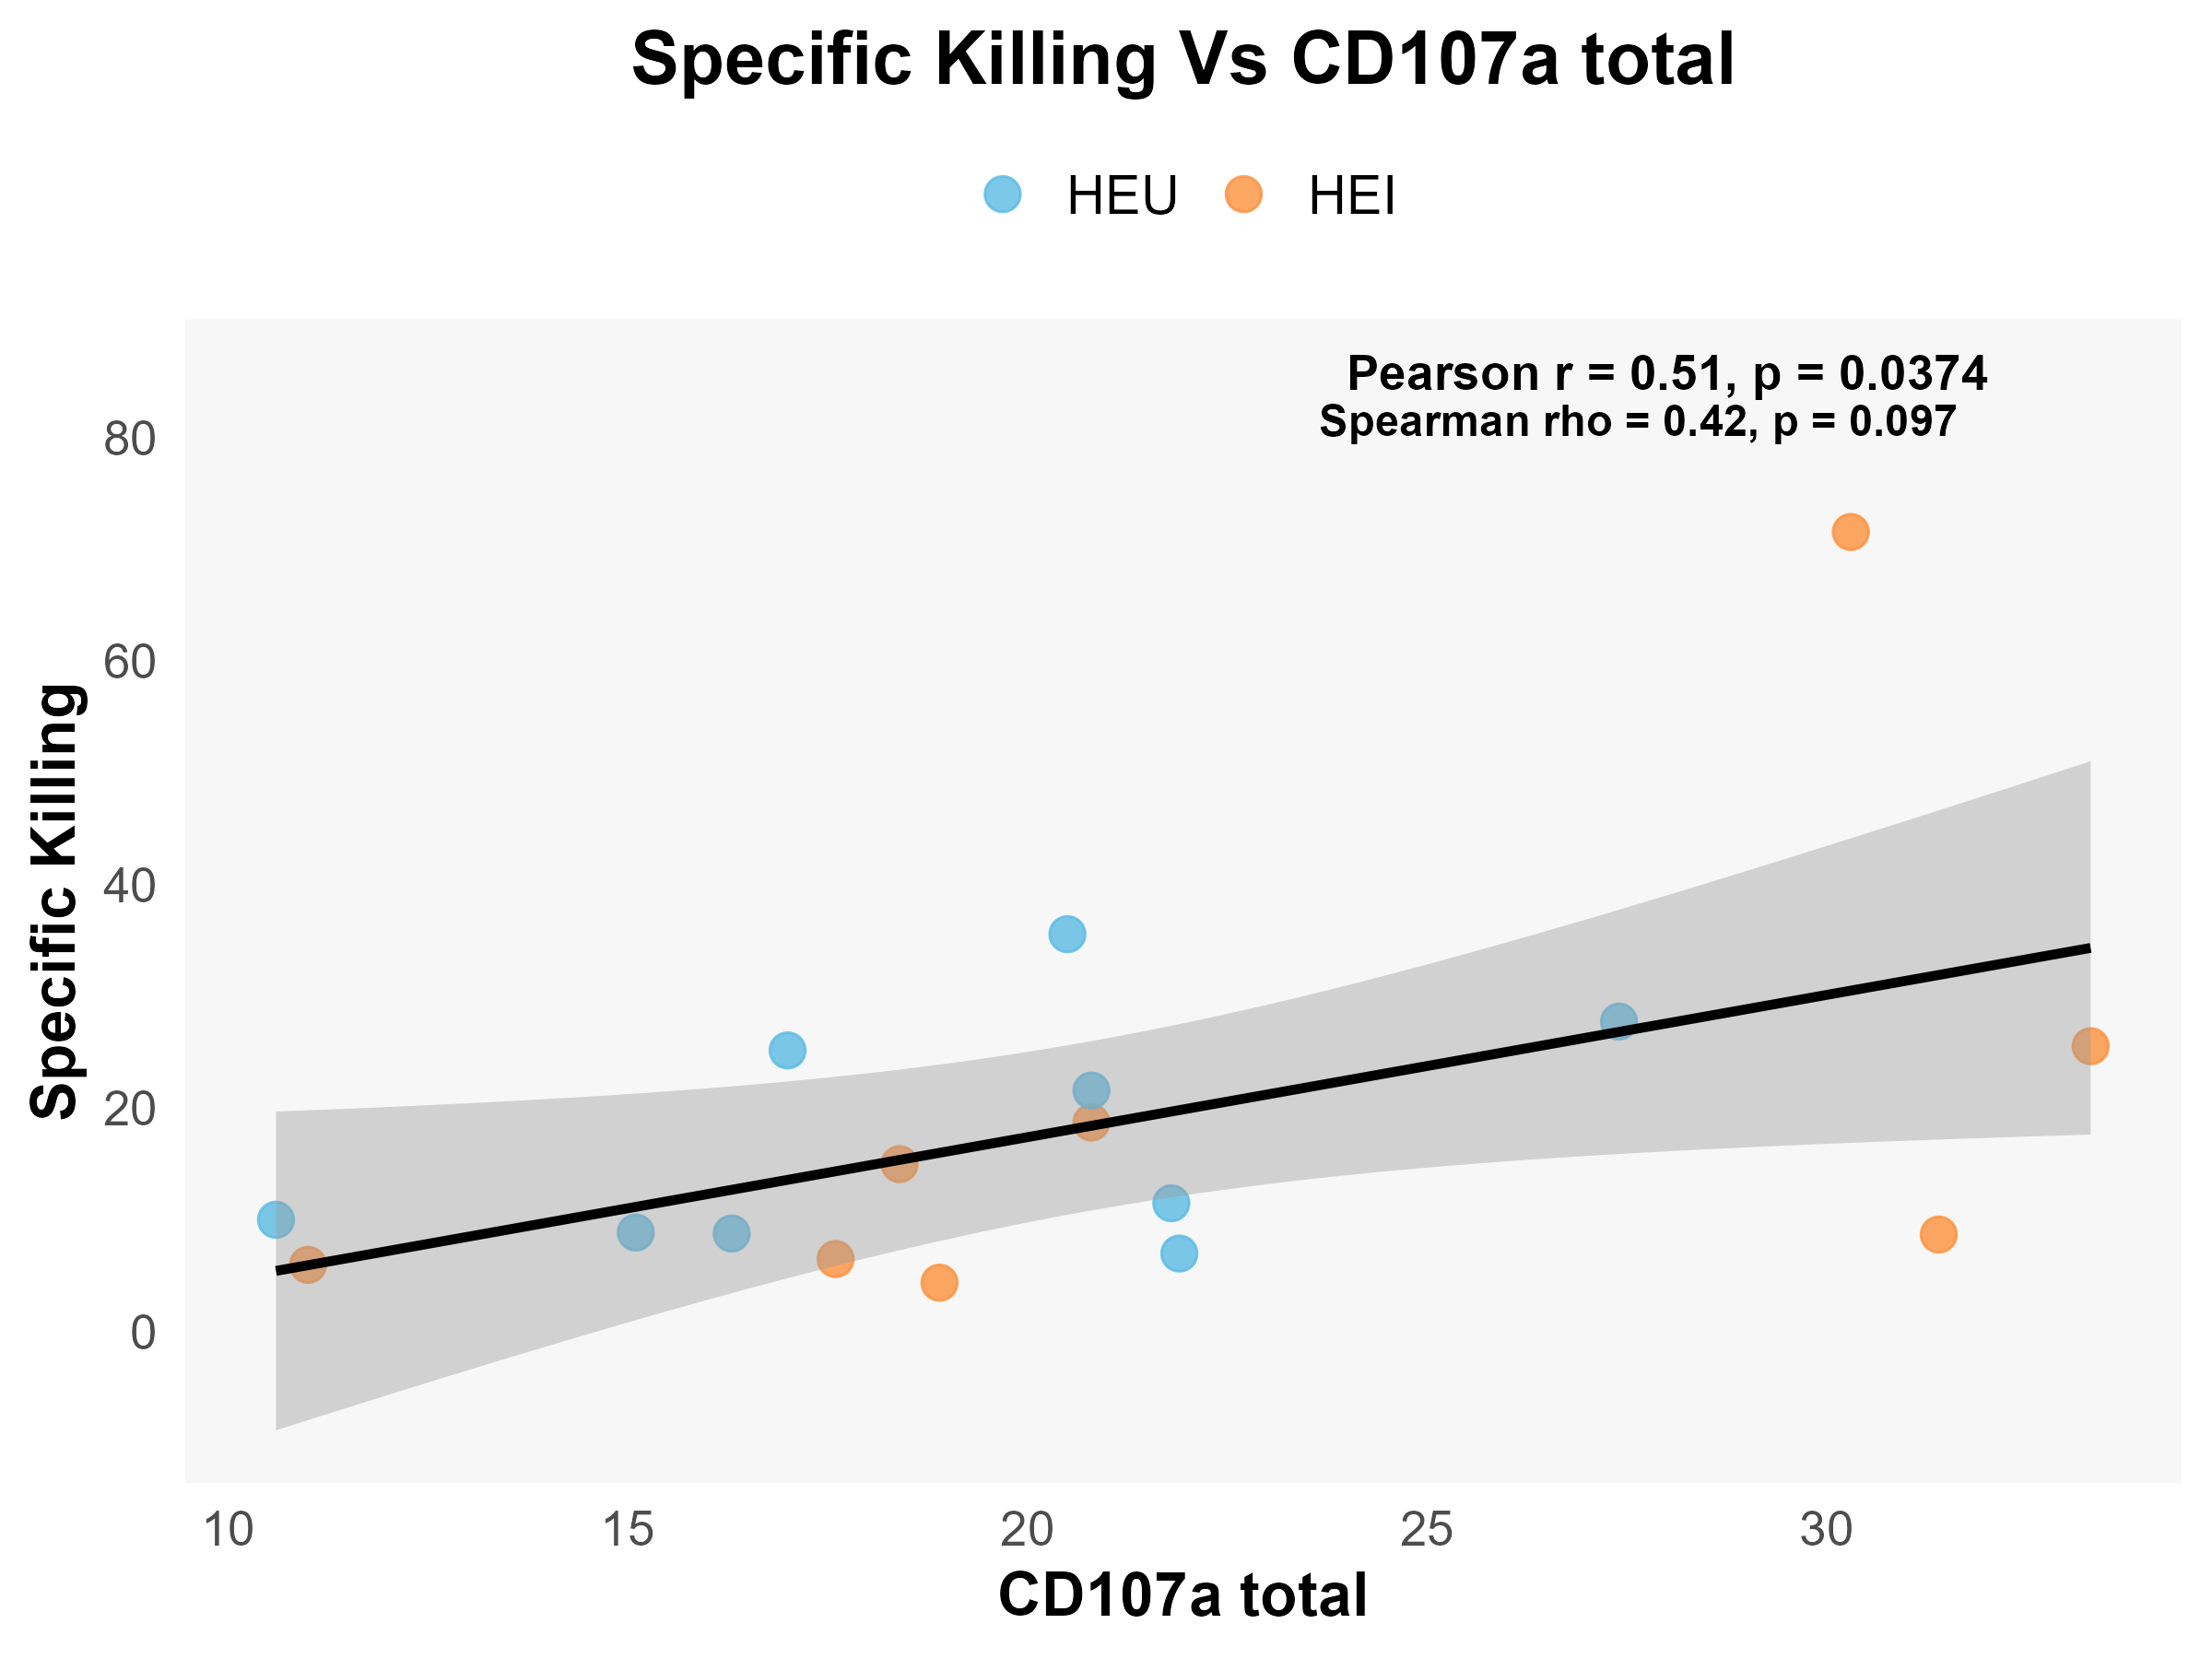 Specific Killing Vs CD107a total
HEU HEI
Pearson r = 0.51, p = 0.0374
Spearman rho = 0.42, p = 0.097
80
60
40
20
0
Specific Killing
10 15 20 25 30
CD107a total